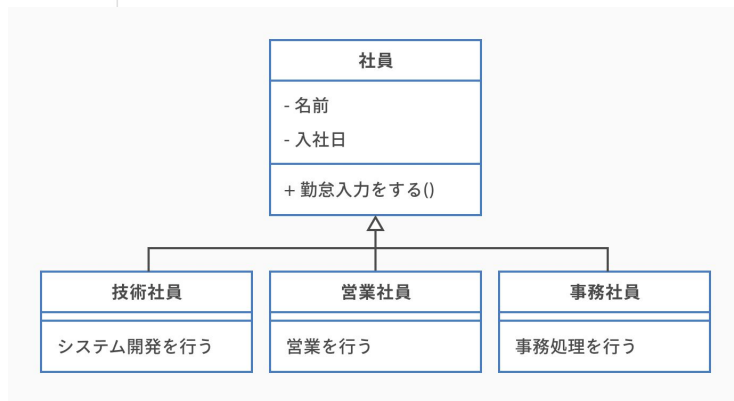 社員
- 名前
- 入社日
+ 勤怠入力をする()
技術社員
システム開発を行う
営業社員
営業を行う
事務社員
事務処理を行う